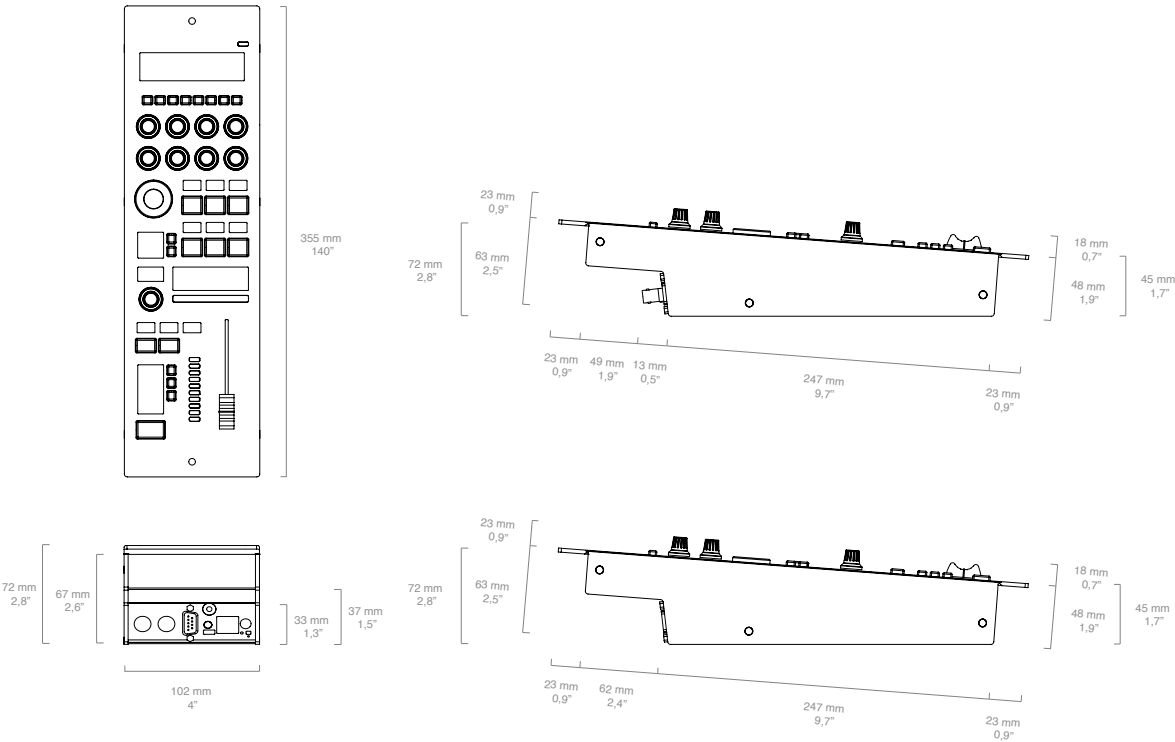 355 mm
140”
23 mm
0,9”
72 mm
2,8”
63 mm
2,5”
18 mm
0,7”
48 mm
1,9”
45 mm
1,7”
23 mm
0,9”
49 mm
1,9”
13 mm
0,5”
247 mm
9,7”
23 mm
0,9”
72 mm
2,8”
67 mm
2,6”
33 mm
1,3”
37 mm
1,5”
102 mm
4”
23 mm
0,9”
72 mm
2,8”
63 mm
2,5”
18 mm
0,7”
48 mm
1,9”
45 mm
1,7”
23 mm
0,9”
62 mm
2,4”
247 mm
9,7”
23 mm
0,9”